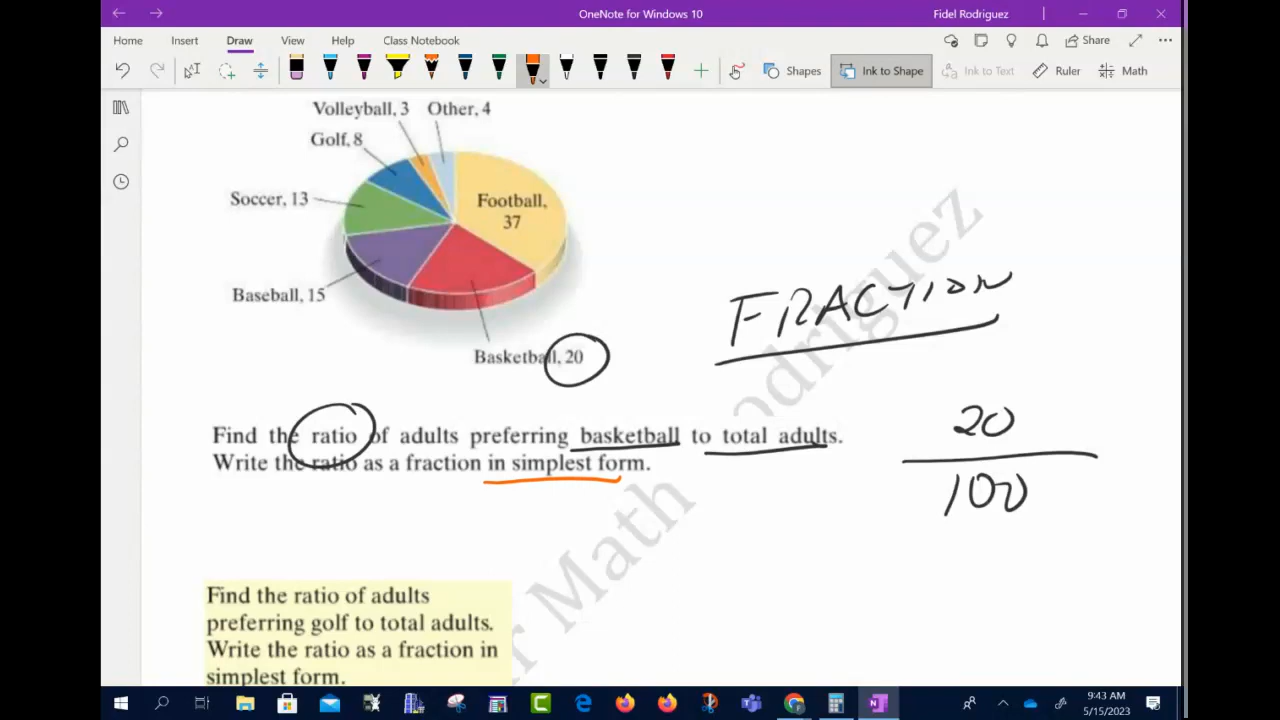 OneNote for Windows 10
Fidel Rodriguez
Home Insert Draw View Help Class Notebook
Share
Shapes Ink to Shape Ink to Text Ruler Math
Volleyball, 3 Other, 4
Golf, 8
Soccer, 13
Football,
37
Baseball, 15
Basketball, 20
FRACTION
Find the ratio of adults preferring basketball to total adults.
Write the ratio as a fraction in simplest form.
20
100
Find the ratio of adults
preferring golf to total adults.
Write the ratio as a fraction in
simplest form.
Math
odriguez
9:43 AM
5/15/2023